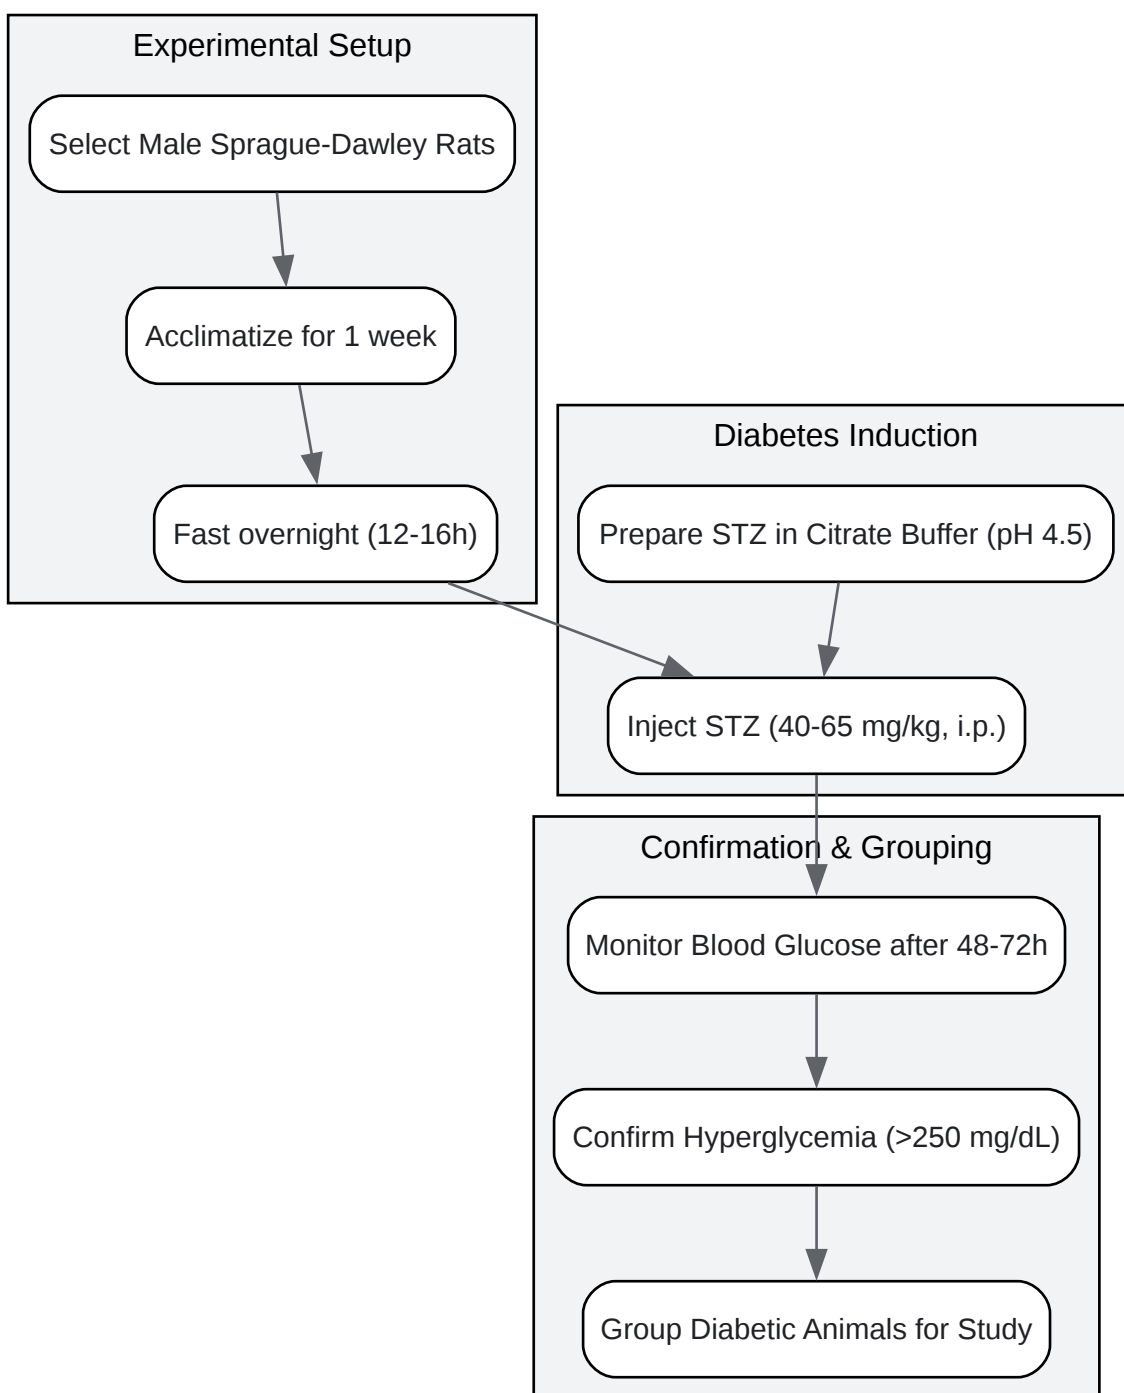 Experimental Setup
Select Male Sprague-Dawley Rats
Acclimatize for 1 week
Fast overnight (12-16h)
Diabetes Induction
Prepare STZ in Citrate Buffer (pH 4.5)
Inject STZ (40-65 mg/kg, i.p.)
Confirmation & Grouping
Monitor Blood Glucose after 48-72h
Confirm Hyperglycemia (>250 mg/dL)
Group Diabetic Animals for Study